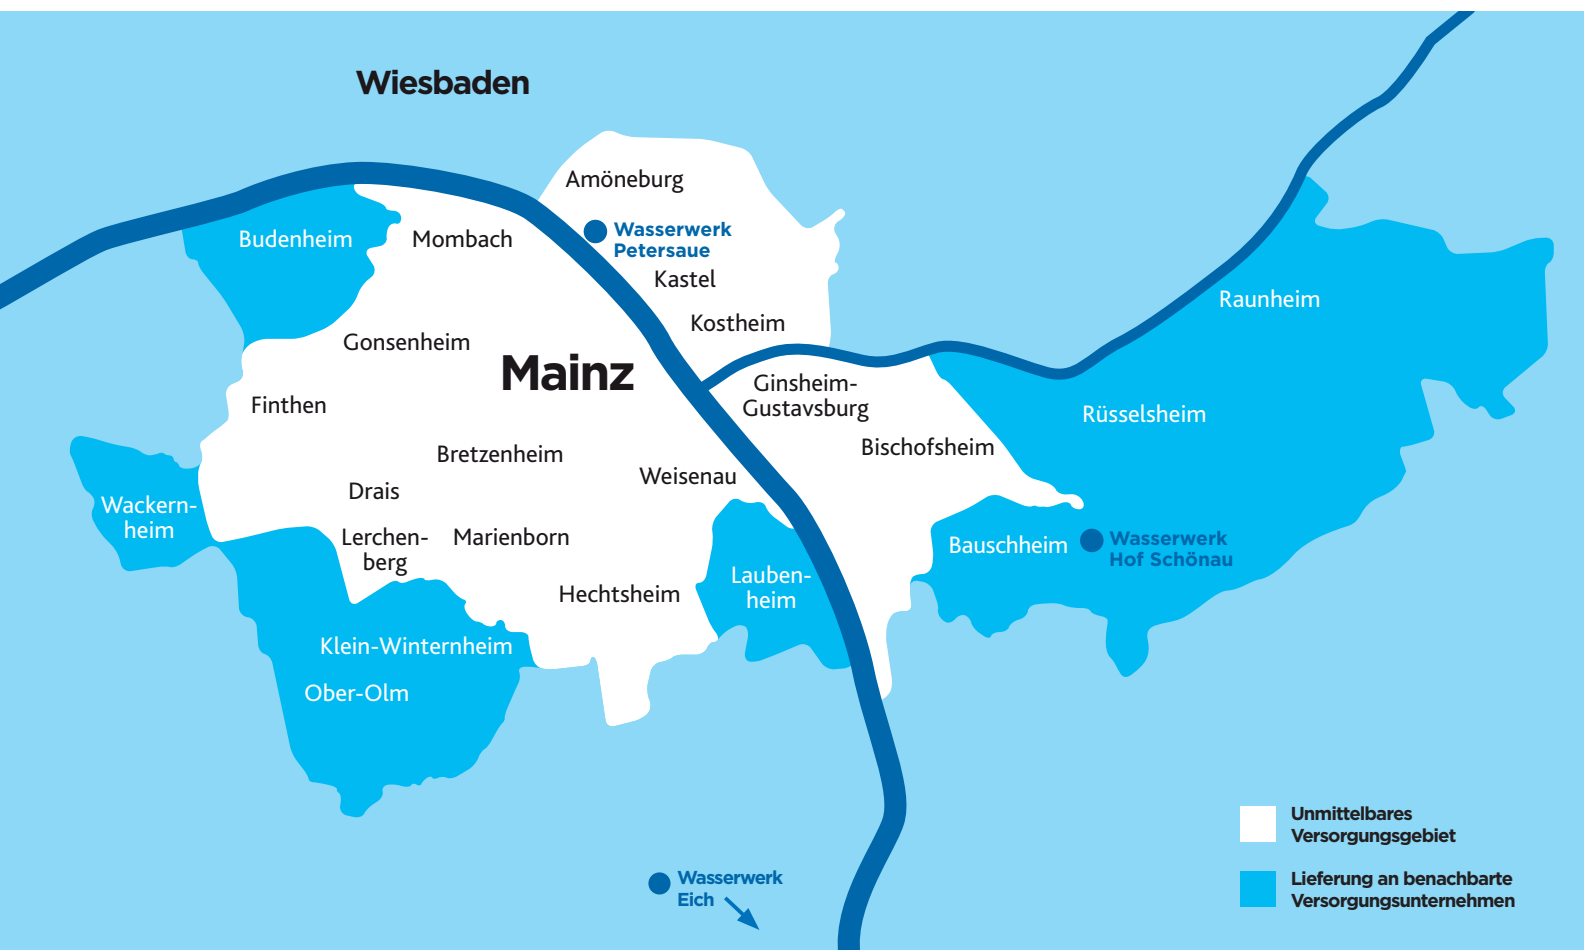 Wiesbaden
Amöneburg
Wasserwerk
Petersaue
Budenheim
Mombach
Kastel
Raunheim
Kostheim
Gonsenheim
Mainz
Ginsheim-
Gustavsburg
Finthen
Rüsselsheim
Bischofsheim
Bretzenheim
Weisenau
Drais
Wackern-
heim
Lerchen-
berg
Marienborn
Bauschheim
Wasserwerk
Hof Schönau
Lauben-
heim
Hechtsheim
Klein-Winternheim
Ober-Olm
Unmittelbares
Versorgungsgebiet
Wasserwerk
Eich
Lieferung an benachbarte
Versorgungsunternehmen